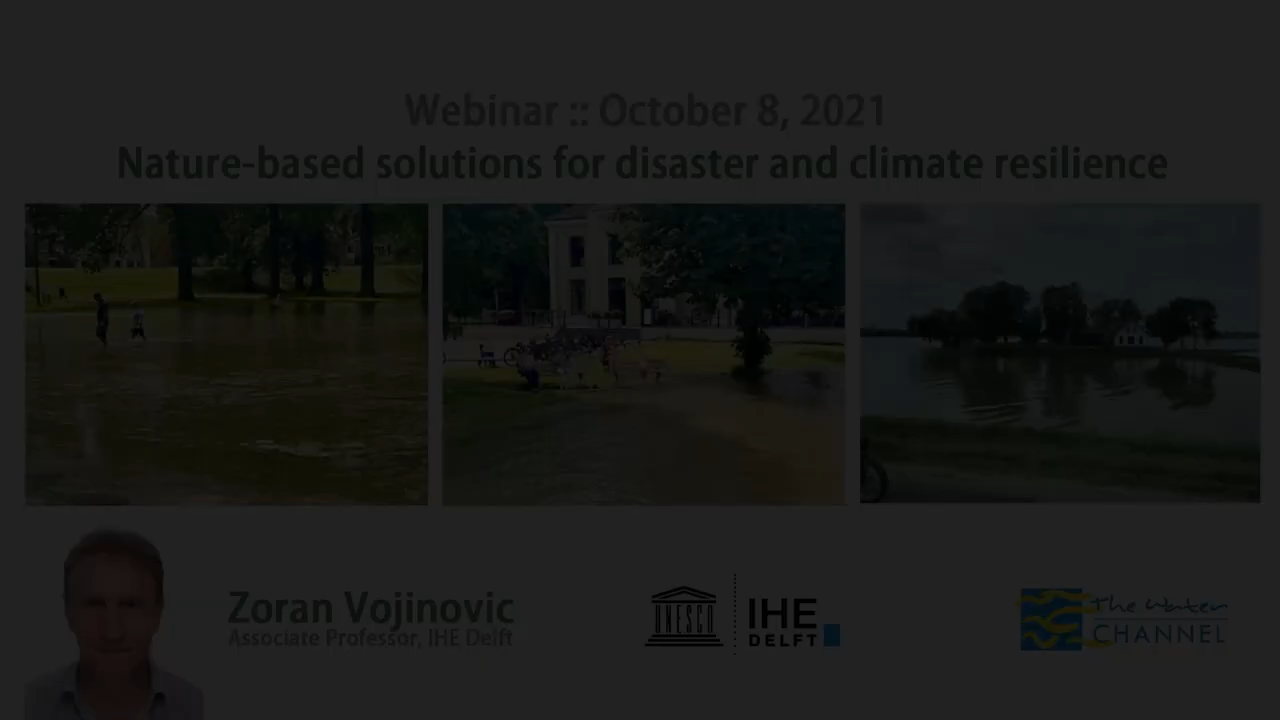 Webinar :: October 8, 2021
Nature-based solutions for disaster and climate resilience
Zoran Vojinovic
Associate Professor, IHE Delft
UNESCO
IHE
DELFT
The Water
CHANNEL